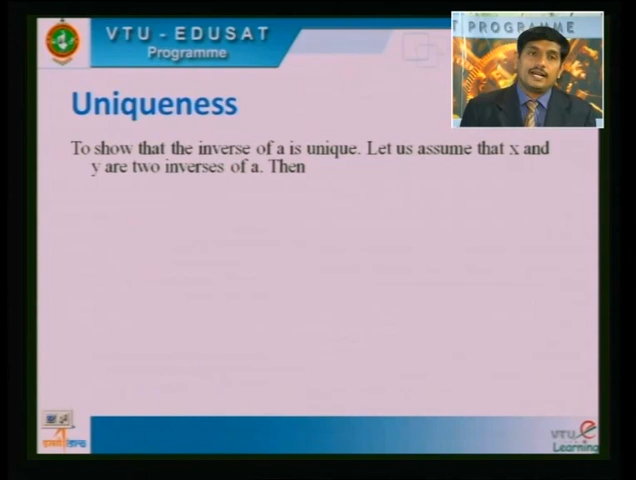 VTU - EDUSAT
Programme
T PROGRAMME
Uniqueness
To show that the inverse of a is unique. Let us assume that x and
y are two inverses of a. Then
VTU e
Learning